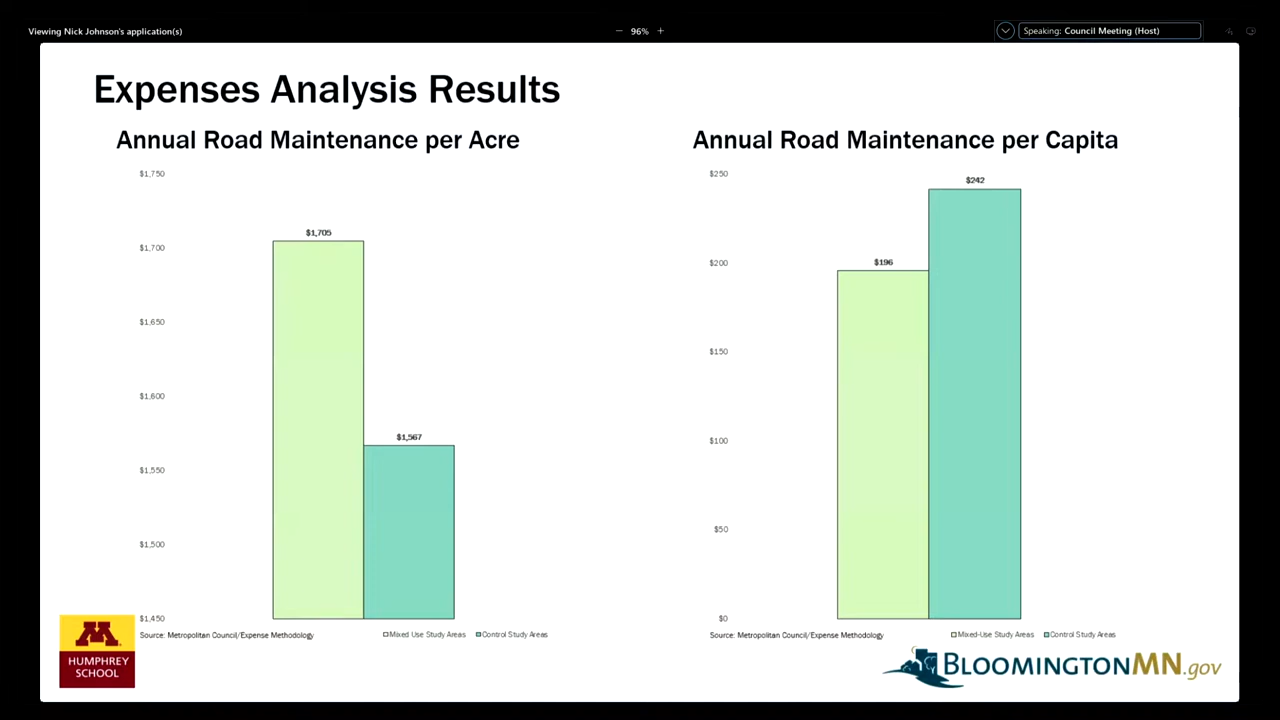 Viewing Nick Johnson's application(s)
− 96% +
Speaking: Council Meeting (Host)
Expenses Analysis Results
Annual Road Maintenance per Acre
$1,750
$1,700
$1,650
$1,600
$1,550
$1,500
$1,450
$1,705
$1,567
Source: Metropolitan Council/Expense Methodology
Mixed Use Study Areas
Control Study Areas
Annual Road Maintenance per Capita
$250
$200
$150
$100
$50
$0
$196
$242
Source: Metropolitan Council/Expense Methodology
Mixed-Use Study Areas
Control Study Areas
M
HUMPHREY
SCHOOL
BLOOMINGTONMN.gov